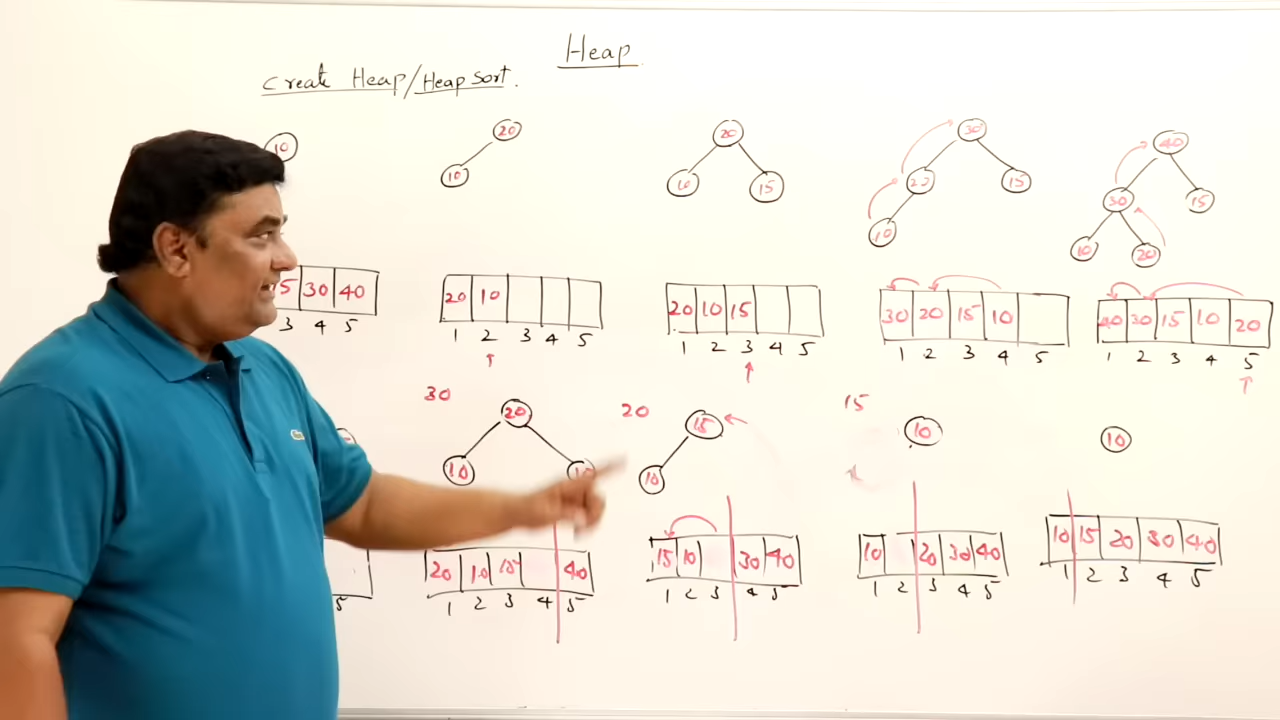 Heap
Create Heap/Heap Sort.
10
20
10
20
10 15
30
15
10
40
30 15
10 20
5 30 40
3 4 5
20 10
1 2 3 4 5
20 10 15
1 2 3 4 5
30 20 15 10
1 2 3 4 5
40 30 15 10 20
1 2 3 4 5
30
20
10
20
15
10
15
10
10
5
20 10 15 40
1 2 3 4 5
15 10 30 40
1 2 3 4 5
10 20 30 40
1 2 3 4 5
10 15 20 30 40
1 2 3 4 5